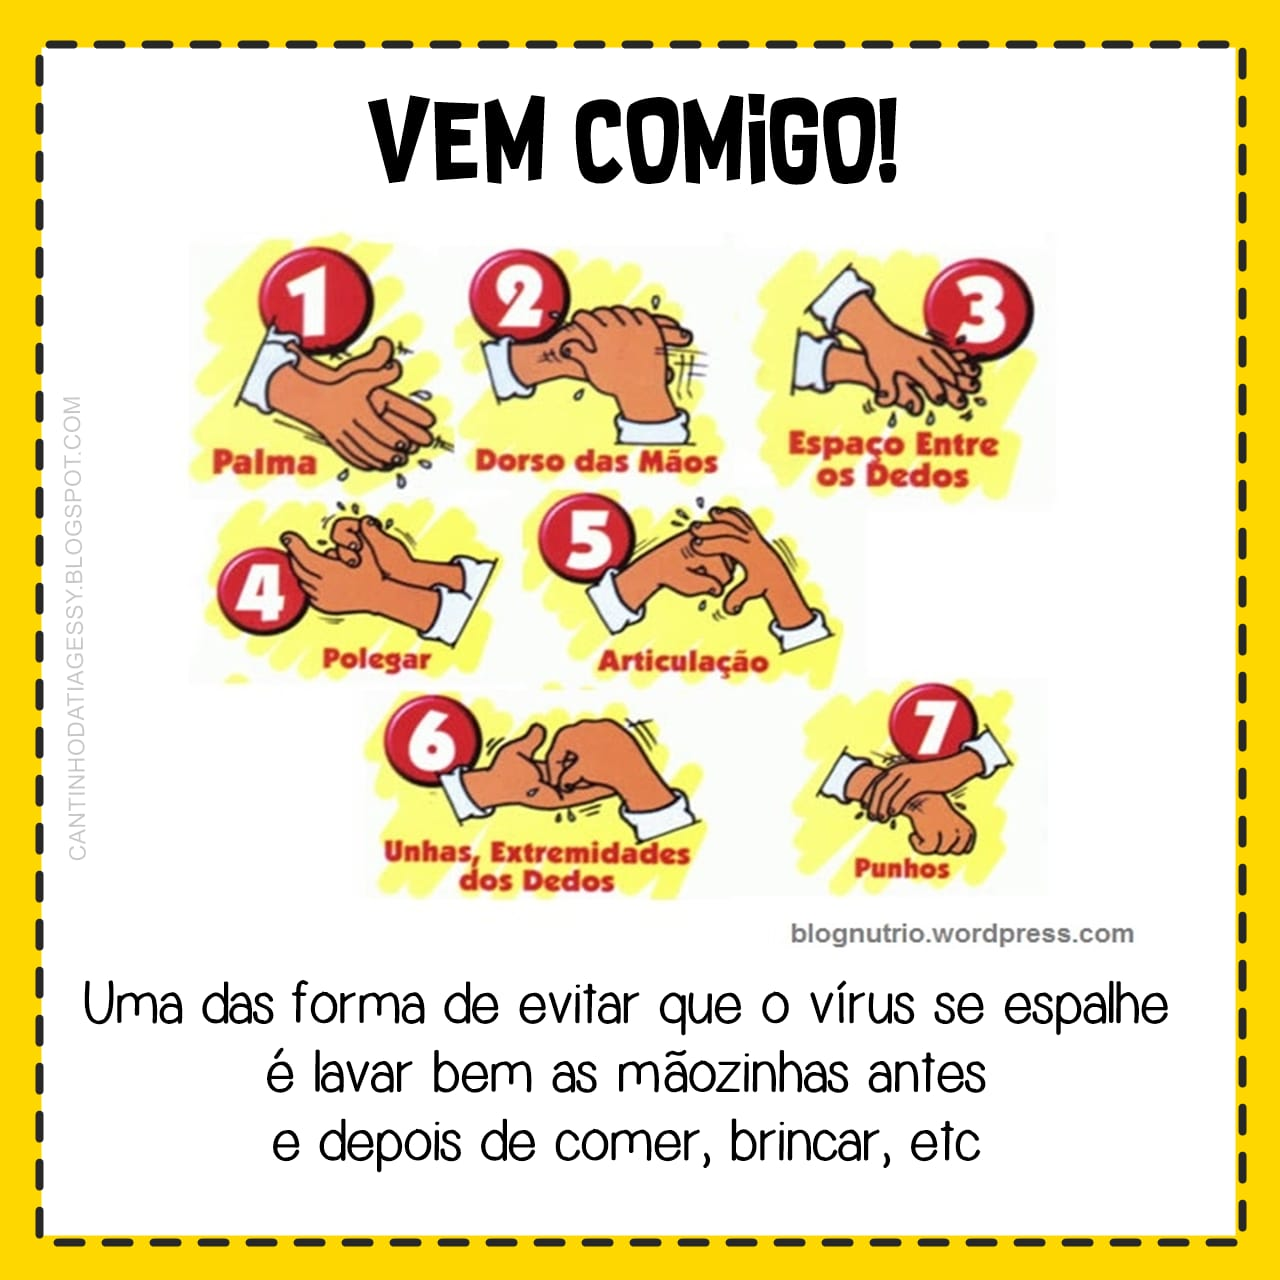 VEM COMiGO!
1
2
3
Palma
Dorso das Mãos
Espaço Entre
os Dedos
4
5
Polegar
Articulação
6
7
Unhas, Extremidades
dos Dedos
Punhos
blognutrio.wordpress.com
CANTINHODATIAGESSY.BLOGSPOT.COM
Uma das forma de evitar que o vírus se espalhe
é lavar bem as mãozinhas antes
e depois de comer, brincar, etc